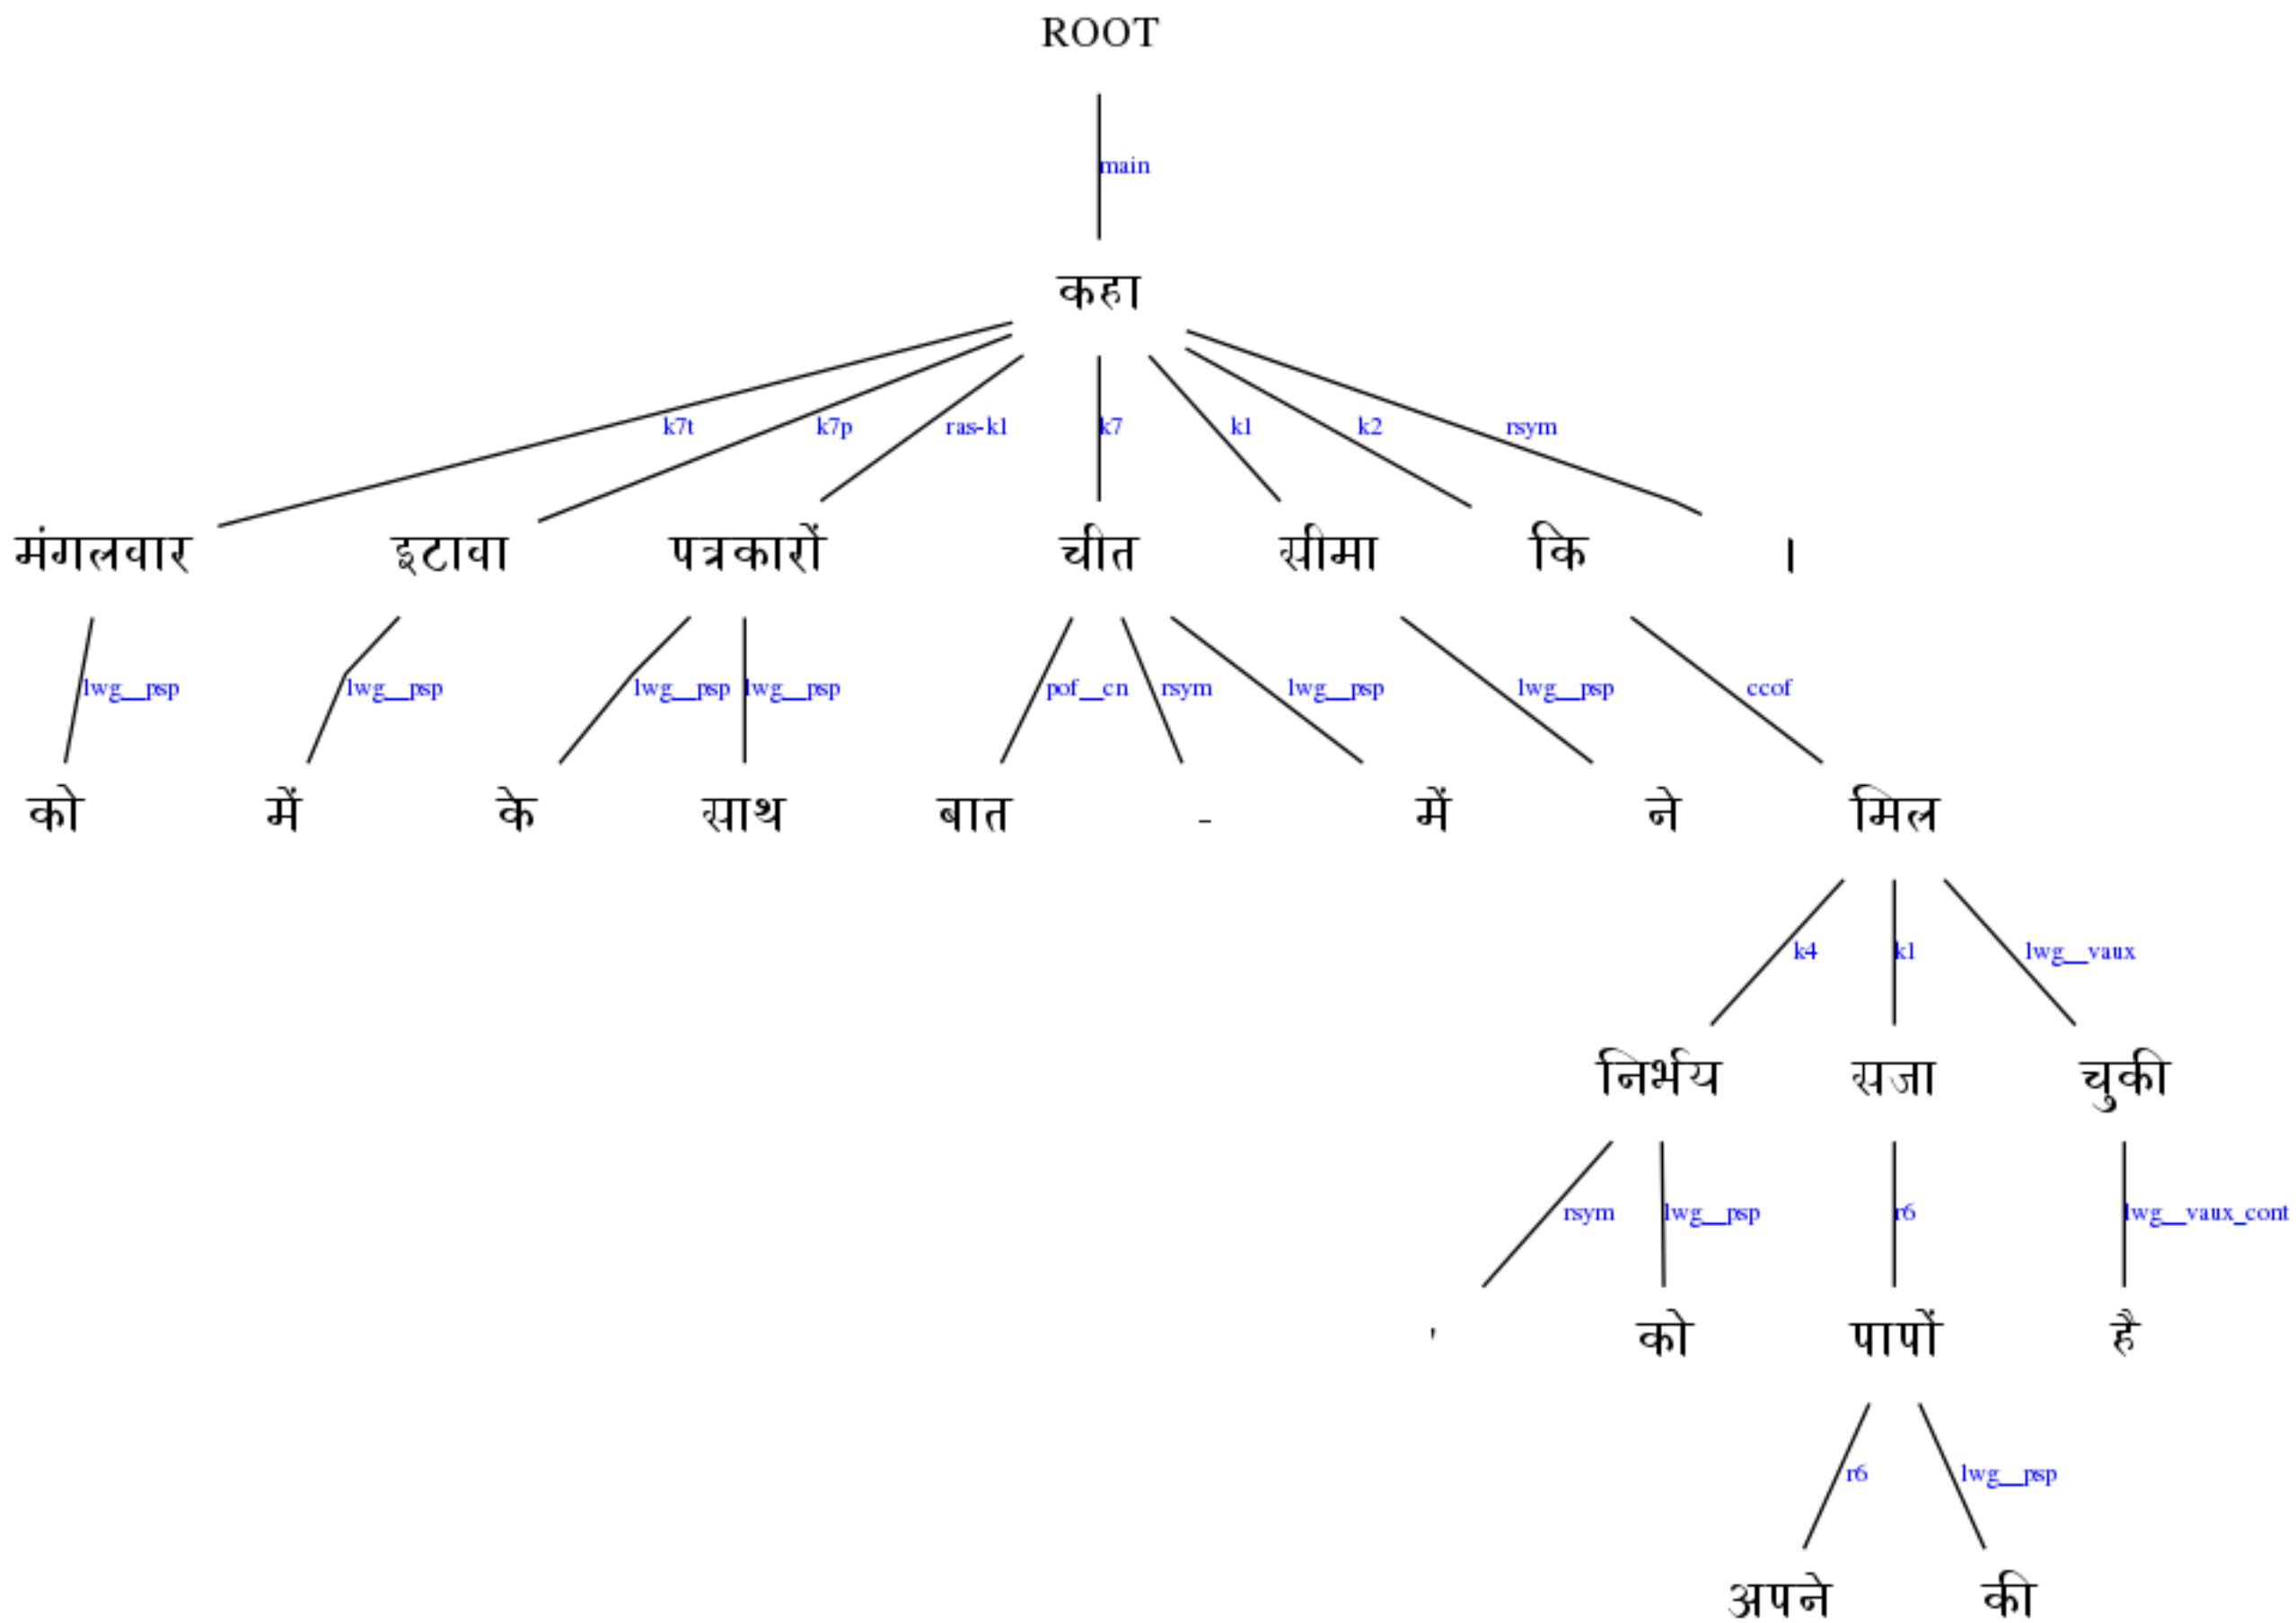 ROOT
main
कहा
k7t k7p ras-k1 k7 k1 k2 rsym
मंगलवार इटावा पत्रकारों चीत सीमा कि ।
lwg__psp lwg__psp lwg__psp lwg__psp pof__cn rsym lwg__psp lwg__psp ccof
को में के साथ बात - में ने मिल
k4 k1 lwg__vaux
निर्भय सजा चुकी
rsym lwg__psp r6 lwg__vaux_cont
' को पापों है
r6 lwg__psp
अपने की